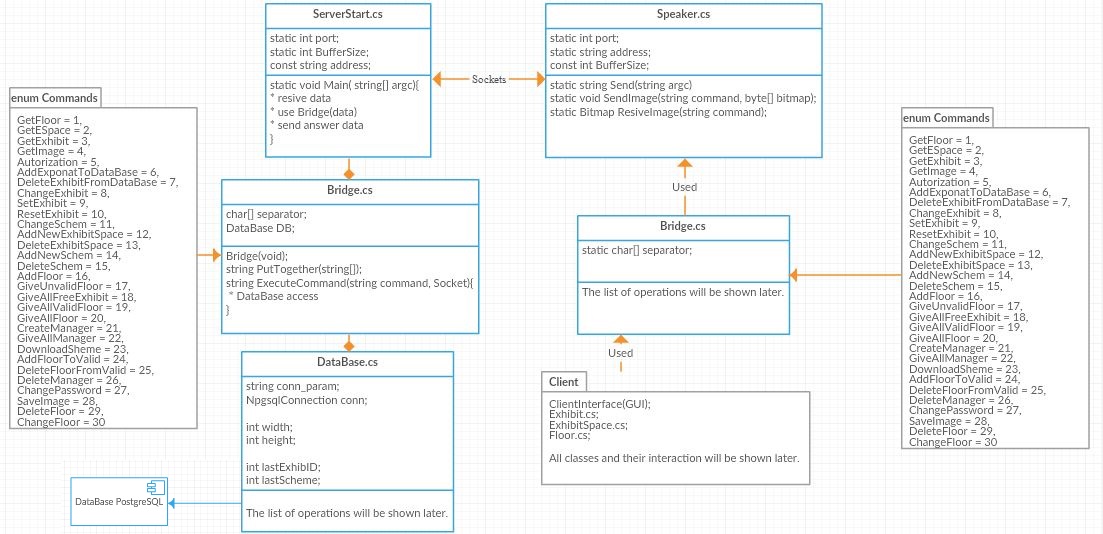 ServerStart.cs
static int port;
static int BufferSize;
const string address;
static void Main( string[] argc){
* resive data
* use Bridge(data)
* send answer data
}
Sockets
Speaker.cs
static int port;
static string address;
const int BufferSize;
static string Send(string argc)
static void SendImage(string command, byte[] bitmap);
static Bitmap ResiveImage(string command);
enum Commands
GetFloor = 1,
GetESpace = 2,
GetExhibit = 3,
GetImage = 4,
Autorization = 5,
AddExponatToDataBase = 6,
DeleteExhibitFromDataBase = 7,
ChangeExhibit = 8,
SetExhibit = 9,
ResetExhibit = 10,
ChangeSchem = 11,
AddNewExhibitSpace = 12,
DeleteExhibitSpace = 13,
AddNewSchem = 14,
DeleteSchem = 15,
AddFloor = 16,
GiveUnvalidFloor = 17,
GiveAllFreeExhibit = 18,
GiveAllValidFloor = 19,
GiveAllFloor = 20,
CreateManager = 21,
GiveAllManager = 22,
DownloadSheme = 23,
AddFloorToValid = 24,
DeleteFloorFromValid = 25,
DeleteManager = 26,
ChangePassword = 27,
SaveImage = 28,
DeleteFloor = 29,
ChangeFloor = 30
Bridge.cs
char[] separator;
DataBase DB;
Bridge(void);
string PutTogether(string[]);
string ExecuteCommand(string command, Socket){
* DataBase access
}
Used
Bridge.cs
static char[] separator;
The list of operations will be shown later.
enum Commands
GetFloor = 1,
GetESpace = 2,
GetExhibit = 3,
GetImage = 4,
Autorization = 5,
AddExponatToDataBase = 6,
DeleteExhibitFromDataBase = 7,
ChangeExhibit = 8,
SetExhibit = 9,
ResetExhibit = 10,
ChangeSchem = 11,
AddNewExhibitSpace = 12,
DeleteExhibitSpace = 13,
AddNewSchem = 14,
DeleteSchem = 15,
AddFloor = 16,
GiveUnvalidFloor = 17,
GiveAllFreeExhibit = 18,
GiveAllValidFloor = 19,
GiveAllFloor = 20,
CreateManager = 21,
GiveAllManager = 22,
DownloadSheme = 23,
AddFloorToValid = 24,
DeleteFloorFromValid = 25,
DeleteManager = 26,
ChangePassword = 27,
SaveImage = 28,
DeleteFloor = 29,
ChangeFloor = 30
DataBase.cs
string conn_param;
NpgsqlConnection conn;
int width;
int height;
int lastExhibID;
int lastScheme;
The list of operations will be shown later.
DataBase PostgreSQL
Used
Client
ClientInterface(GUI);
Exhibit.cs;
ExhibitSpace.cs;
Floor.cs;
All classes and their interaction will be shown later.